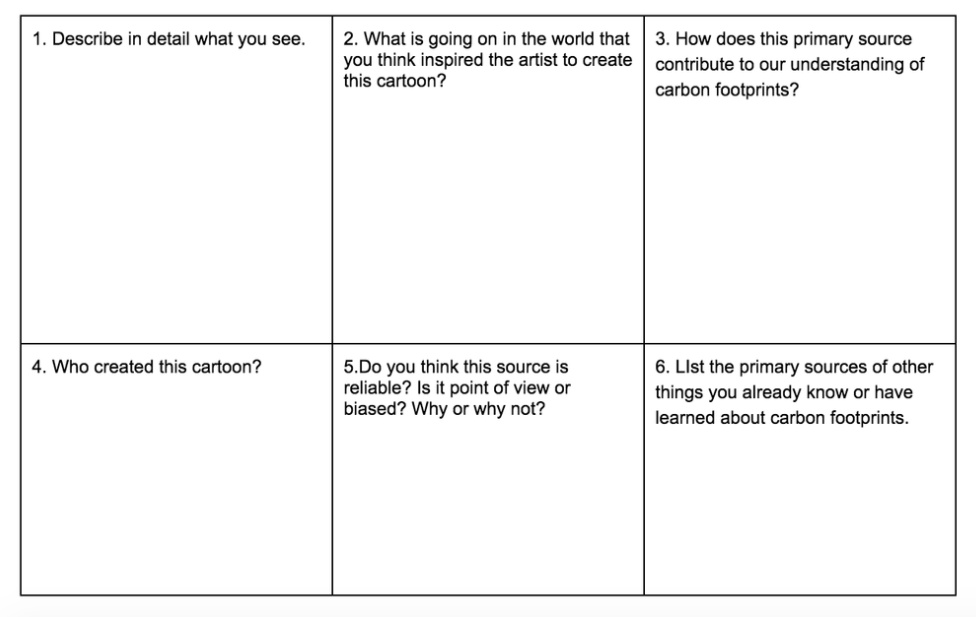 1. Describe in detail what you see.
2. What is going on in the world that
you think inspired the artist to create
this cartoon?
3. How does this primary source
contribute to our understanding of
carbon footprints?
4. Who created this cartoon?
5.Do you think this source is
reliable? Is it point of view or
biased? Why or why not?
6. LIst the primary sources of other
things you already know or have
learned about carbon footprints.